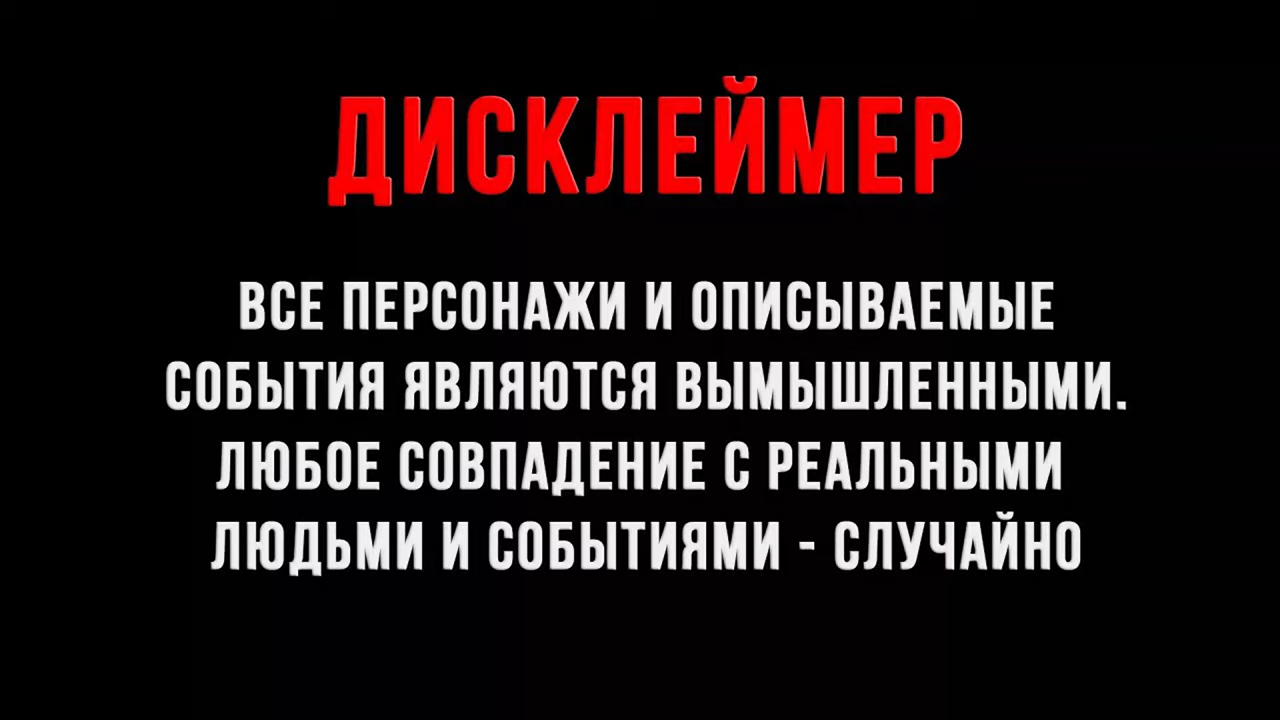 ДИСКЛЕЙМЕР
ВСЕ ПЕРСОНАЖИ И ОПИСЫВАЕМЫЕ
СОБЫТИЯ ЯВЛЯЮТСЯ ВЫМЫШЛЕННЫМИ.
ЛЮБОЕ СОВПАДЕНИЕ С РЕАЛЬНЫМИ
ЛЮДЬМИ И СОБЫТИЯМИ - СЛУЧАЙНО